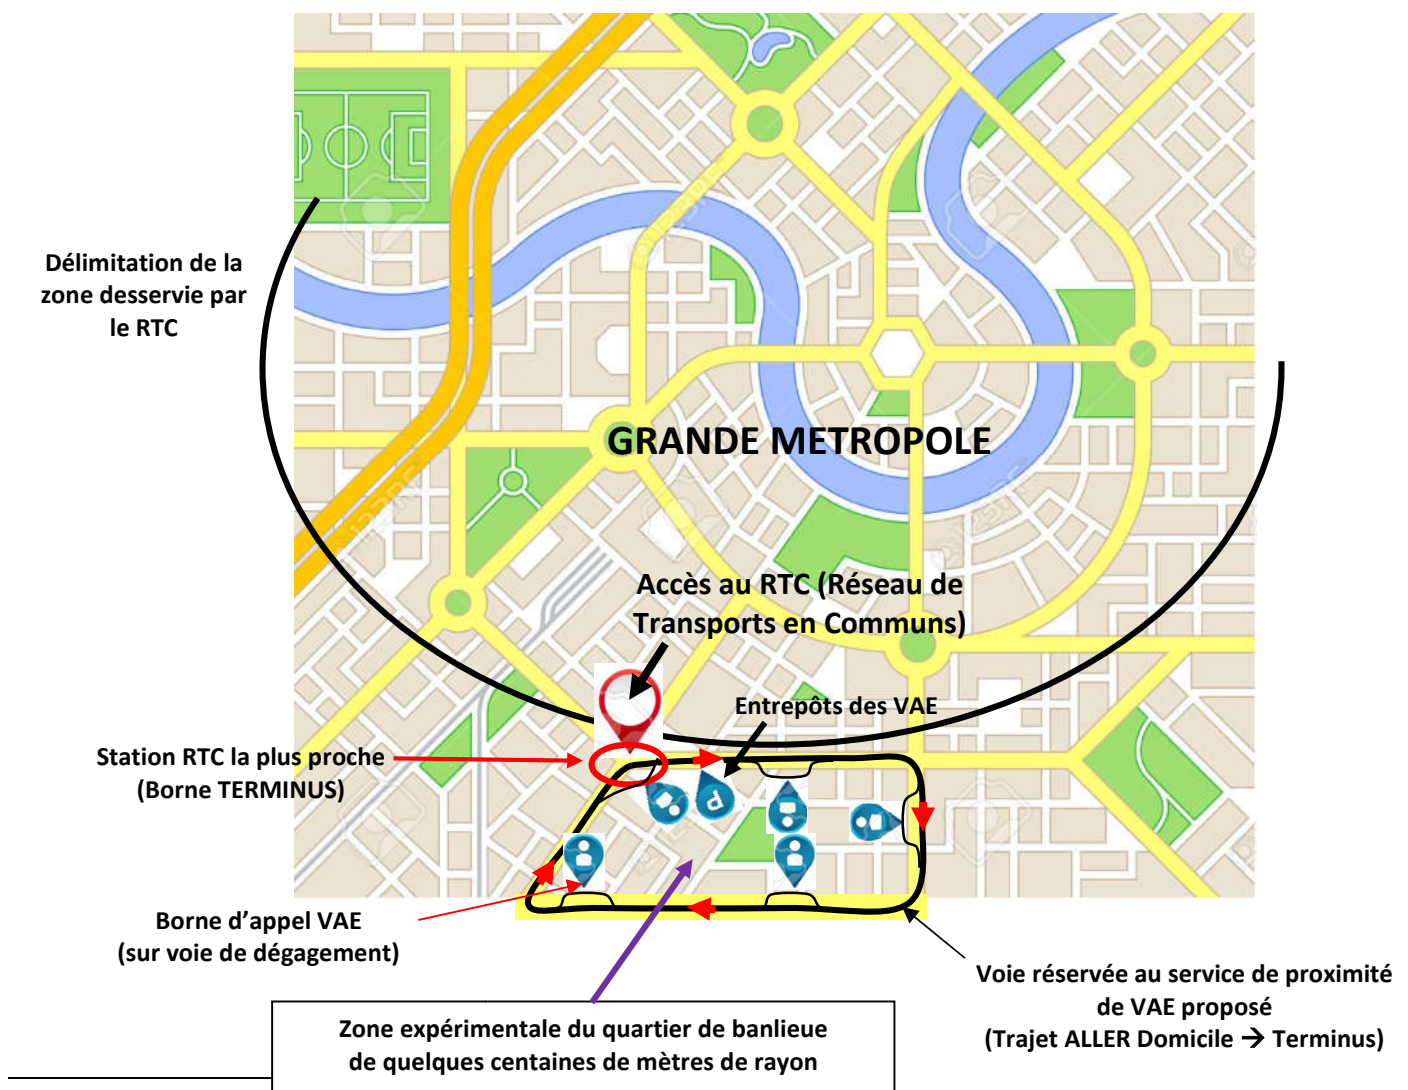 Délimitation de la
zone desservie par
le RTC
GRANDE METROPOLE
Accès au RTC (Réseau de
Transports en Communs)
Entrepôts des VAE
Station RTC la plus proche
(Borne TERMINUS)
P
Borne d’appel VAE
(sur voie de dégagement)
Voie réservée au service de proximité
de VAE proposé
(Trajet ALLER Domicile → Terminus)
Zone expérimentale du quartier de banlieue
de quelques centaines de mètres de rayon